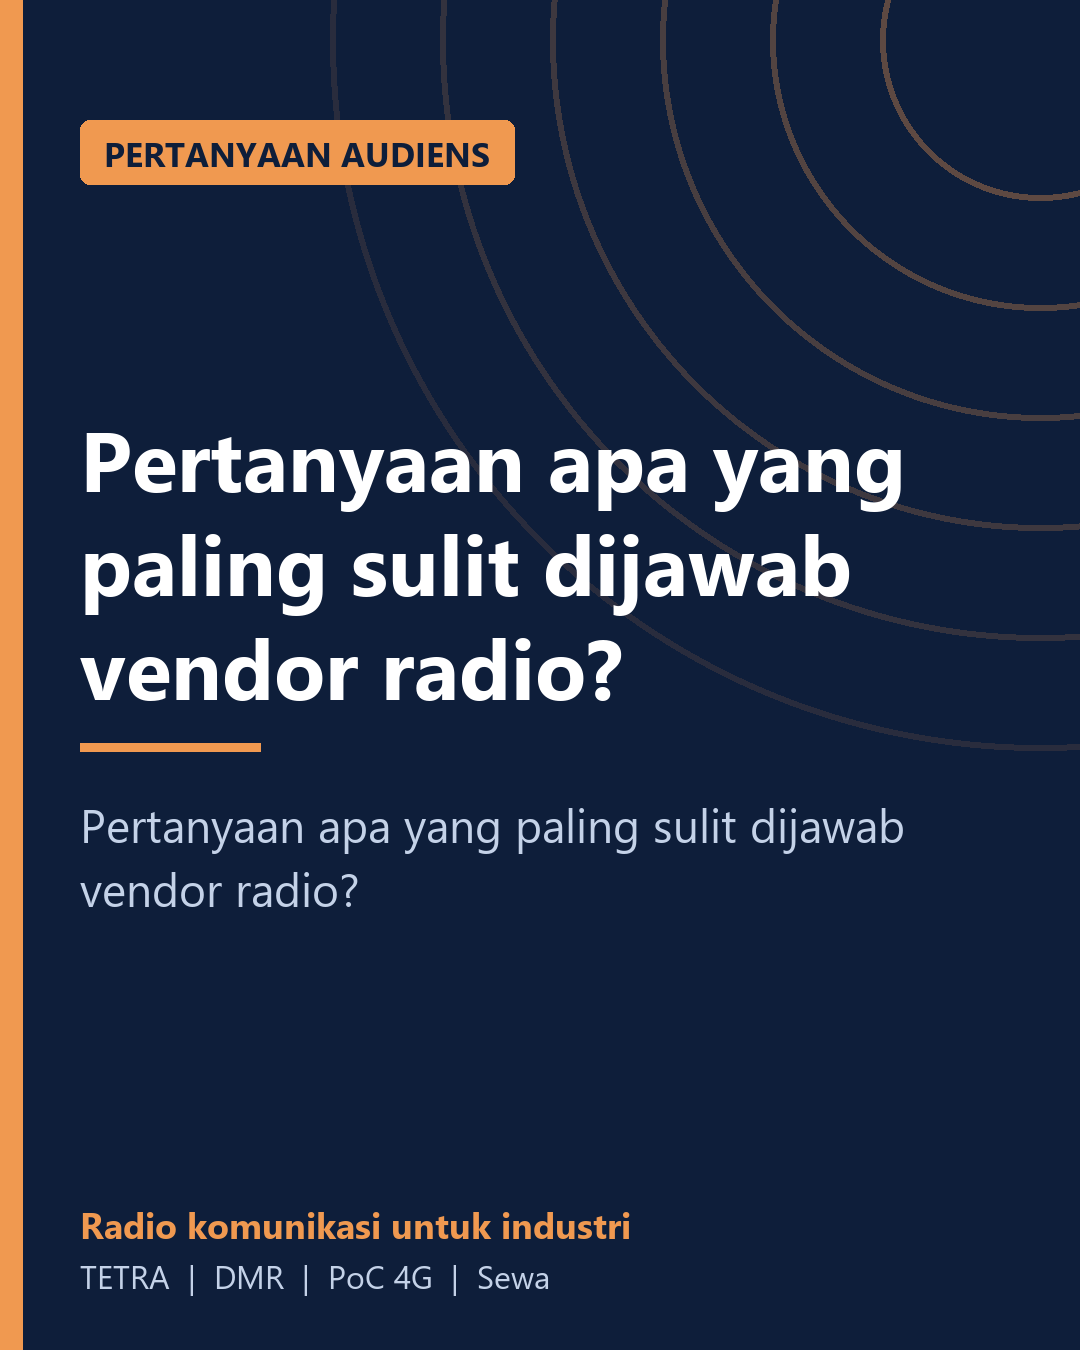 PERTANYAAN AUDIENS
Pertanyaan apa yang
paling sulit dijawab
vendor radio?
Pertanyaan apa yang paling sulit dijawab
vendor radio?
Radio komunikasi untuk industri
TETRA | DMR | PoC 4G | Sewa